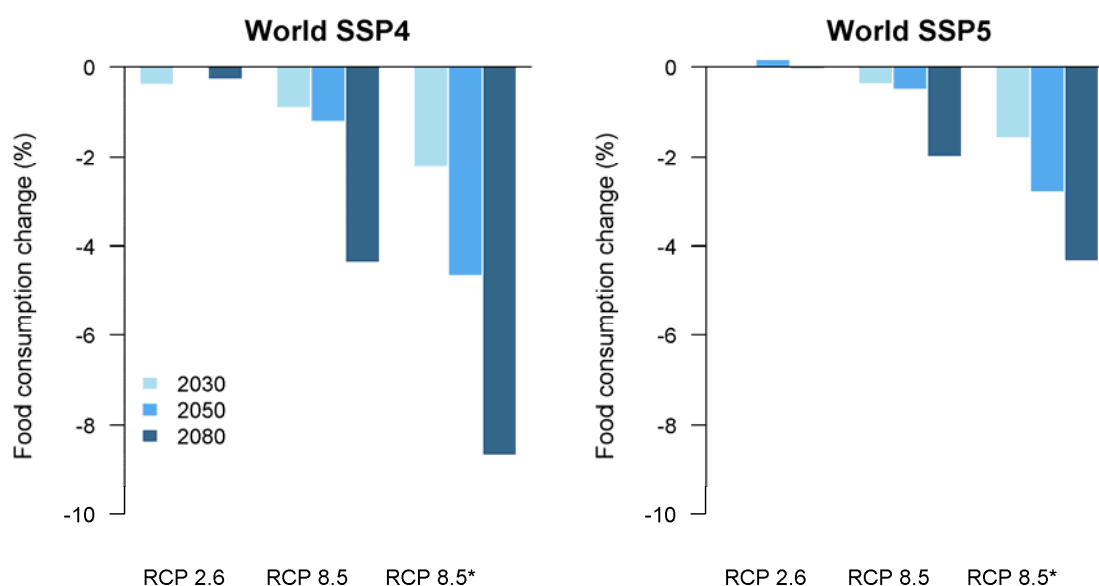 World SSP4
Food consumption change (%)
0
-2
-4
-6
-8
-10
2030
2050
2080
RCP 2.6 RCP 8.5 RCP 8.5*
World SSP5
Food consumption change (%)
0
-2
-4
-6
-8
-10
RCP 2.6 RCP 8.5 RCP 8.5*